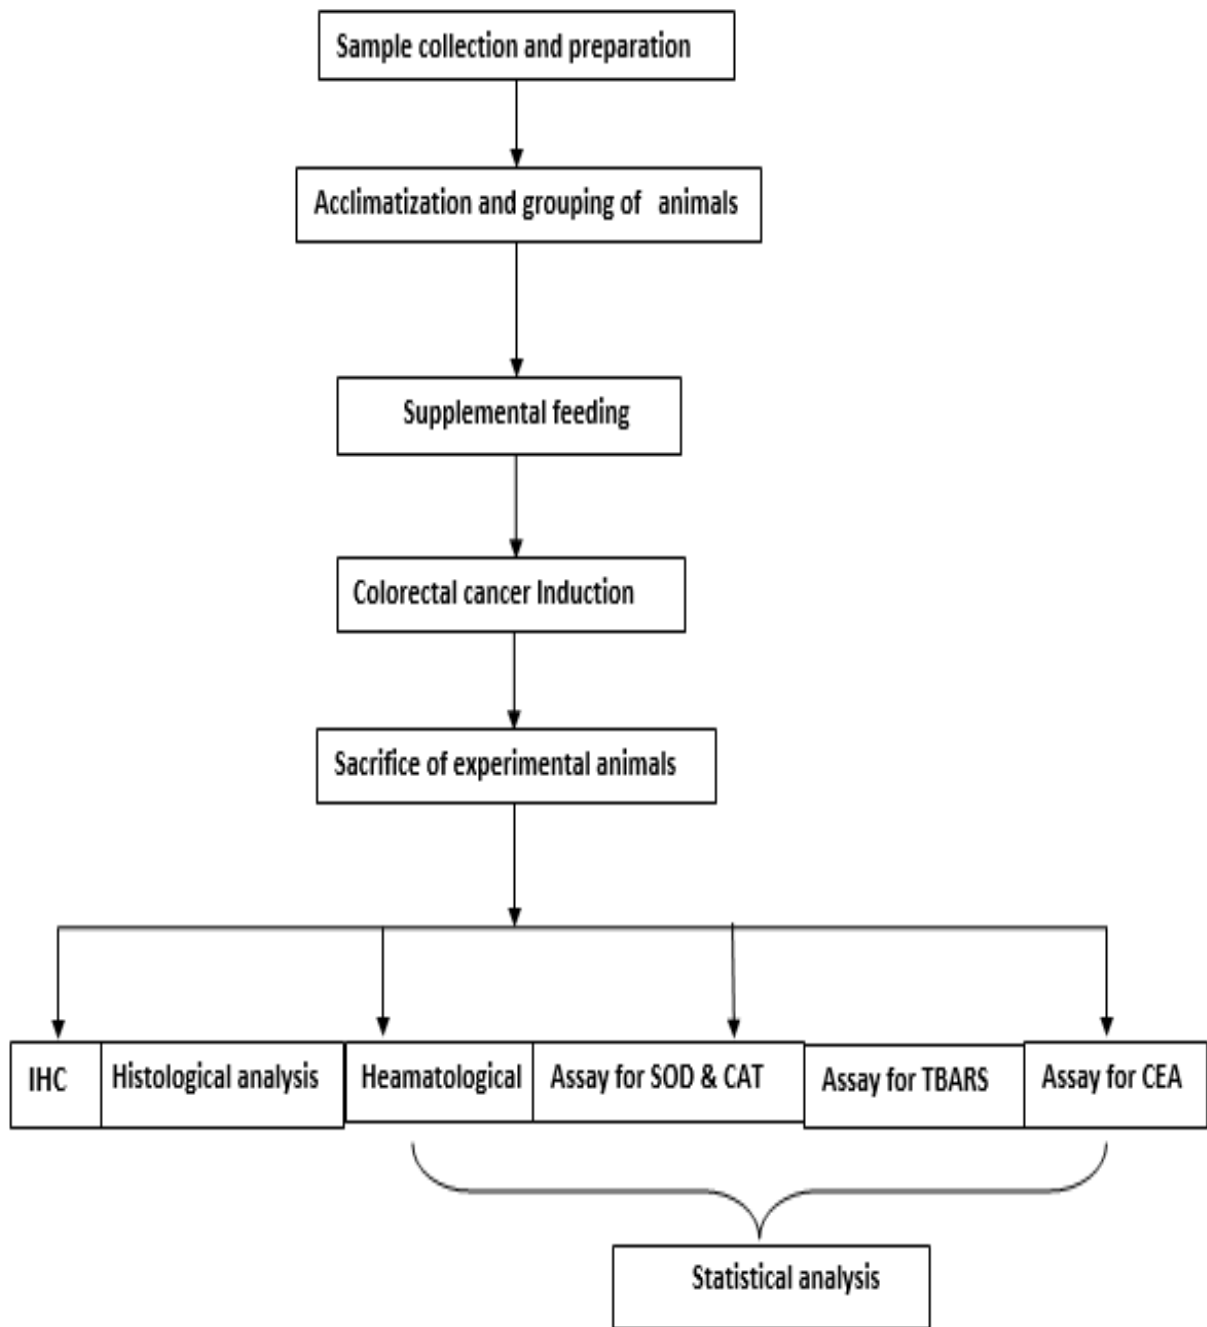 Sample collection and preparation
Acclimatization and grouping of animals
Supplemental feeding
Colorectal cancer Induction
Sacrifice of experimental animals
IHC
Histological analysis
Heamatological
Assay for SOD & CAT
Assay for TBARS
Assay for CEA
Statistical analysis